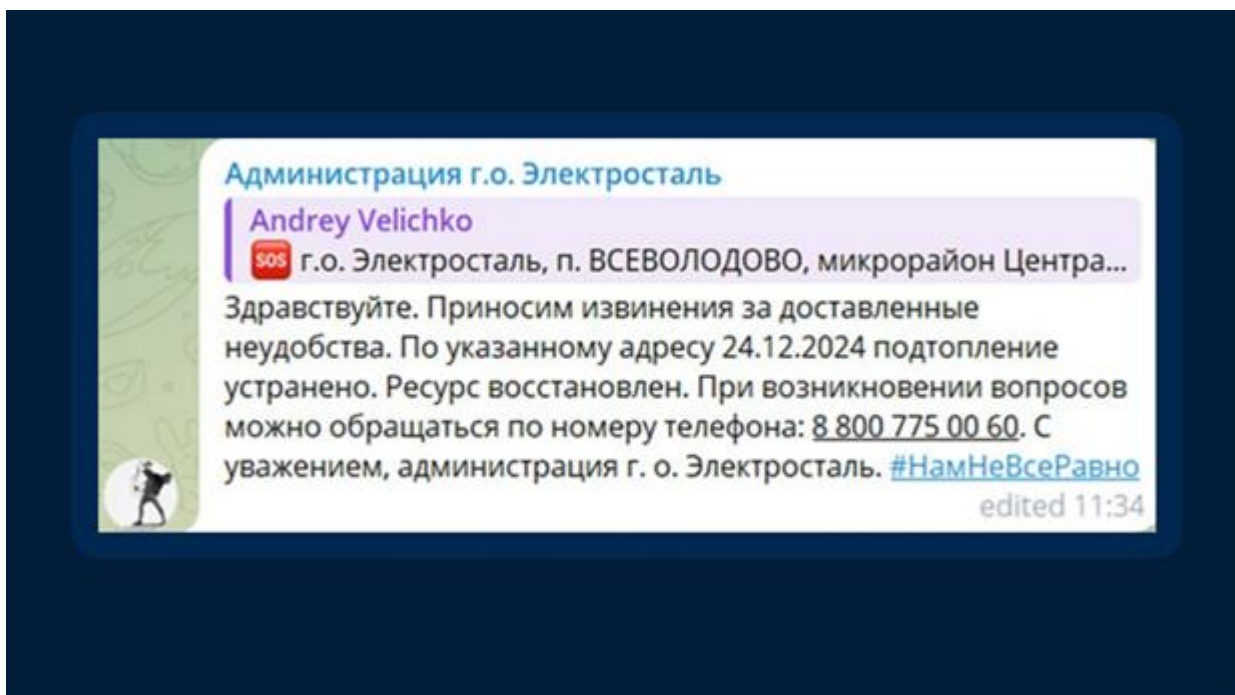 Администрация г.о. Электросталь
Andrey Velichko
🆘 г.о. Электросталь, п. ВСЕВОЛОДОВО, микрорайон Центра...
Здравствуйте. Приносим извинения за доставленные
неудобства. По указанному адресу 24.12.2024 подтопление
устранено. Ресурс восстановлен. При возникновении вопросов
можно обращаться по номеру телефона: 8 800 775 00 60. С
уважением, администрация г. о. Электросталь. #НамНеВсеРавно
edited 11:34